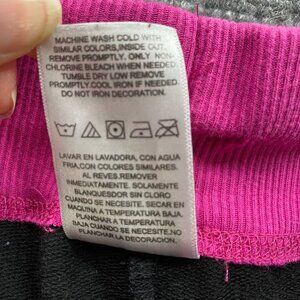 MACHINE WASH COLD WITH
SIMILAR COLORS,INSIDE OUT.
REMOVE PROMPTLY. ONLY NON-
CHLORINE BLEACH WHEN NEEDED.
TUMBLE DRY LOW REMOVE
PROMPTLY.COOL IRON IF NEEDED
DO NOT IRON DECORATION.
LAVAR EN LAVADORA, CON AGUA
FRIA,CON COLORES SIMILARES.
AL REVES.REMOVER
INMEDIATAMENTE. SOLAMENTE
BLANQUESDOR SIN CLORO
CUANDO SE NECESITE. SECAR EN
MAQUINA A TEMPERATURA BAJA.
PLANCHAR A TEMPERATURA BAJA
CUANDO SE NECESITE. NO
PLANCHAR LA DECORACION.